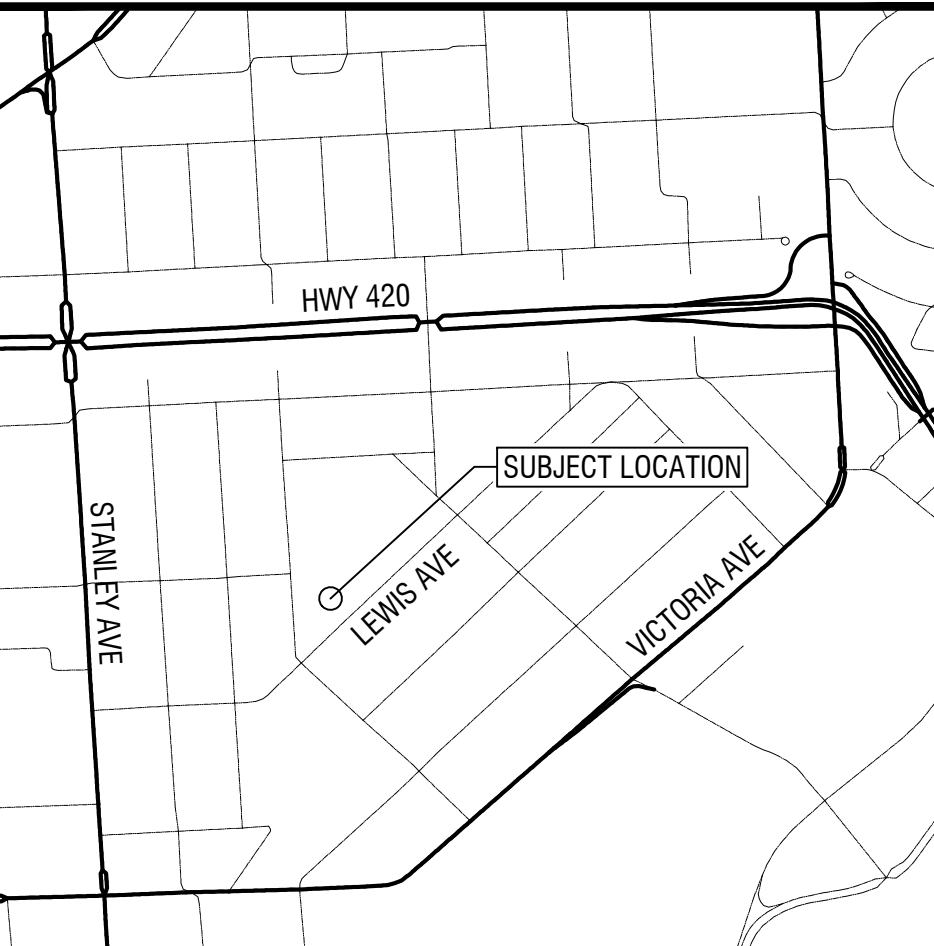 HWY 420
SUBJECT LOCATION
STANLEY AVE
LEWIS AVE
VICTORIA AVE